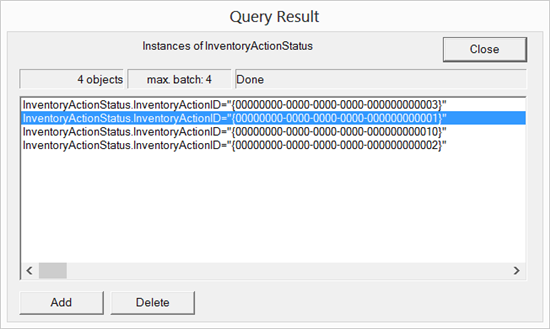 Query Result
Instances of InventoryActionStatus
Close
4 objects max. batch: 4 Done
InventoryActionStatus.InventoryActionID="{00000000-0000-0000-0000-000000000003}"
InventoryActionStatus.InventoryActionID="{00000000-0000-0000-0000-000000000001}"
InventoryActionStatus.InventoryActionID="{00000000-0000-0000-0000-000000000010}"
InventoryActionStatus.InventoryActionID="{00000000-0000-0000-0000-000000000002}"
Add Delete